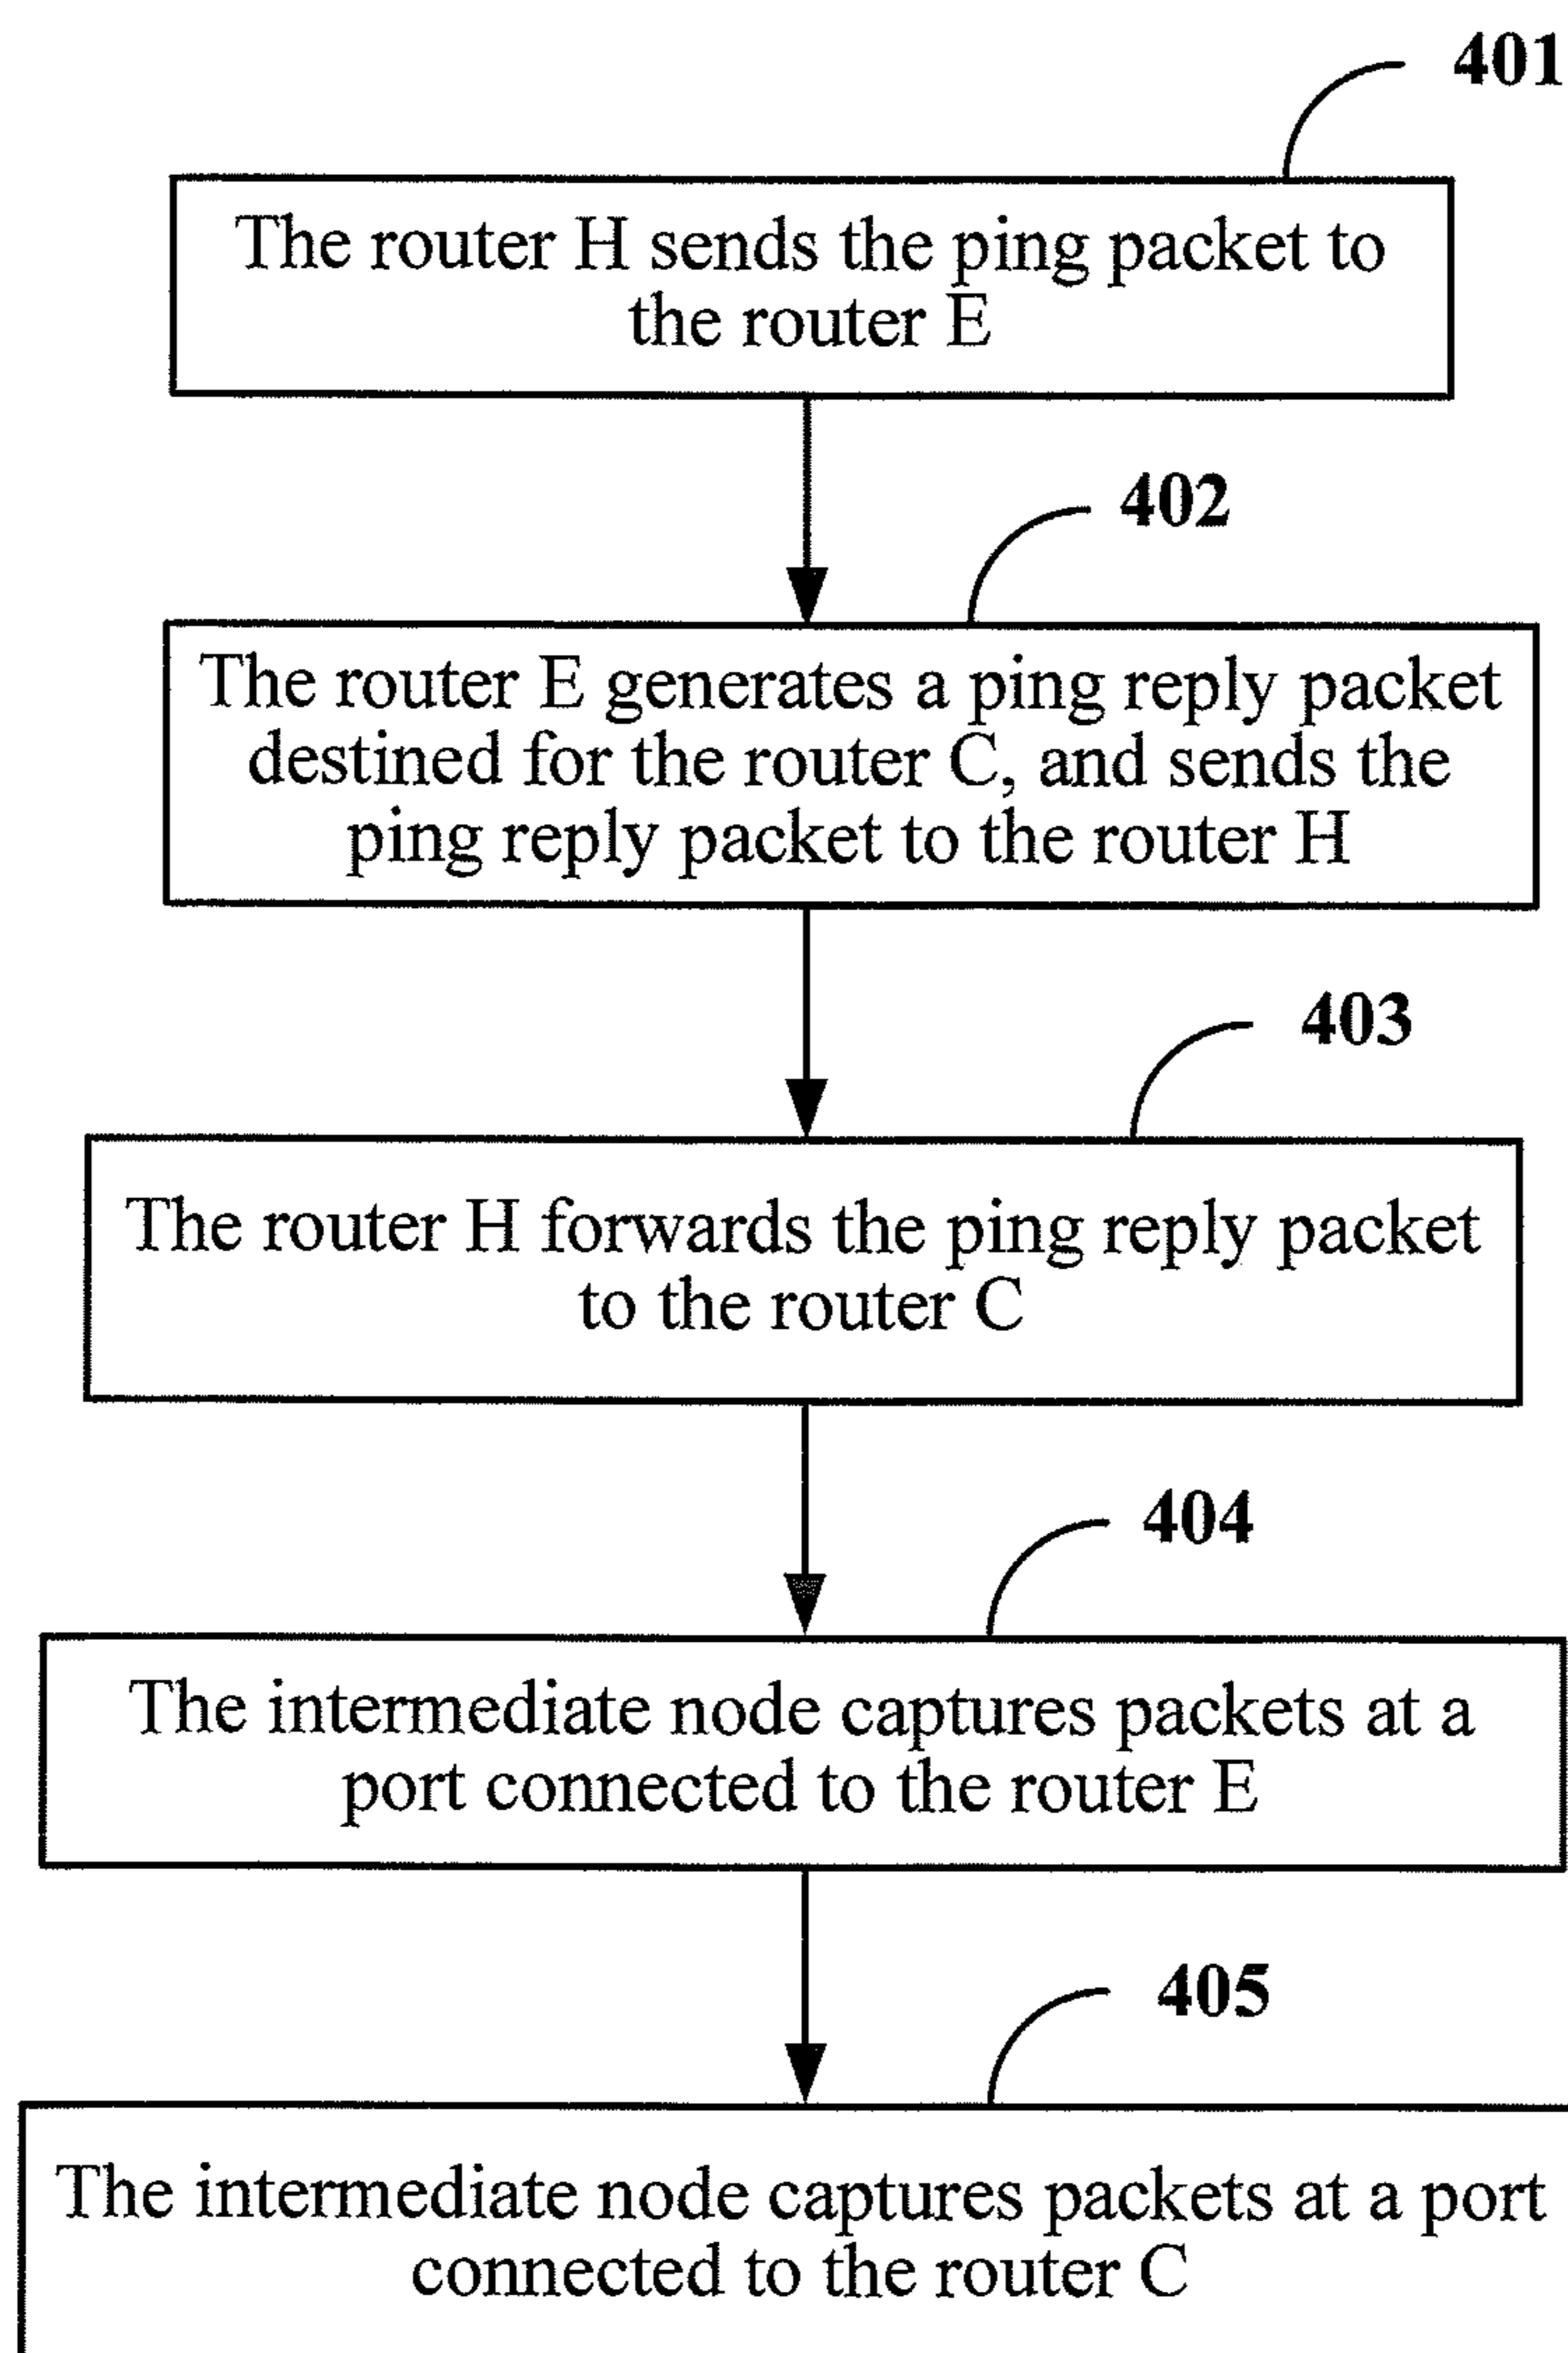 401
The router H sends the ping packet to
the router E
402
The router E generates a ping reply packet
destined for the router C, and sends the
ping reply packet to the router H
403
The router H forwards the ping reply packet
to the router C
404
The intermediate node captures packets at a
port connected to the router E
405
The intermediate node captures packets at a port
connected to the router C